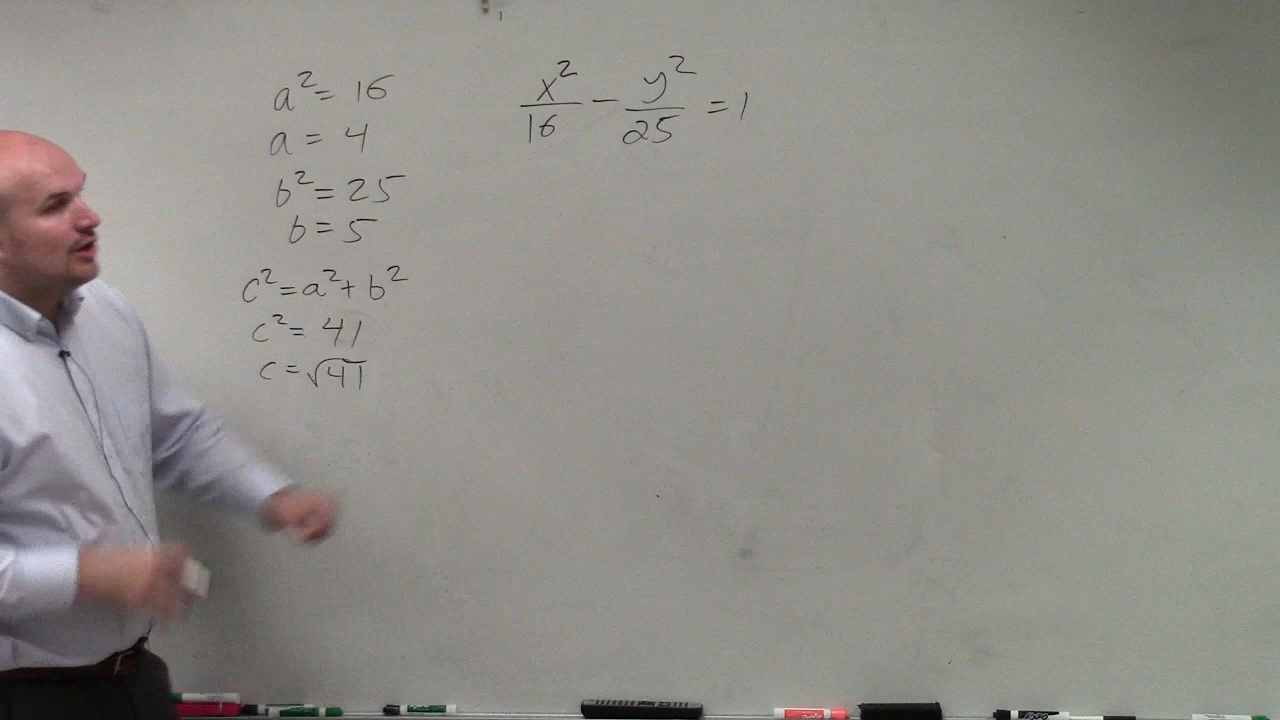 a² = 16
a = 4
b² = 25
b = 5
c² = a² + b²
c² = 41
c = √41
x²/16 − y²/25 = 1